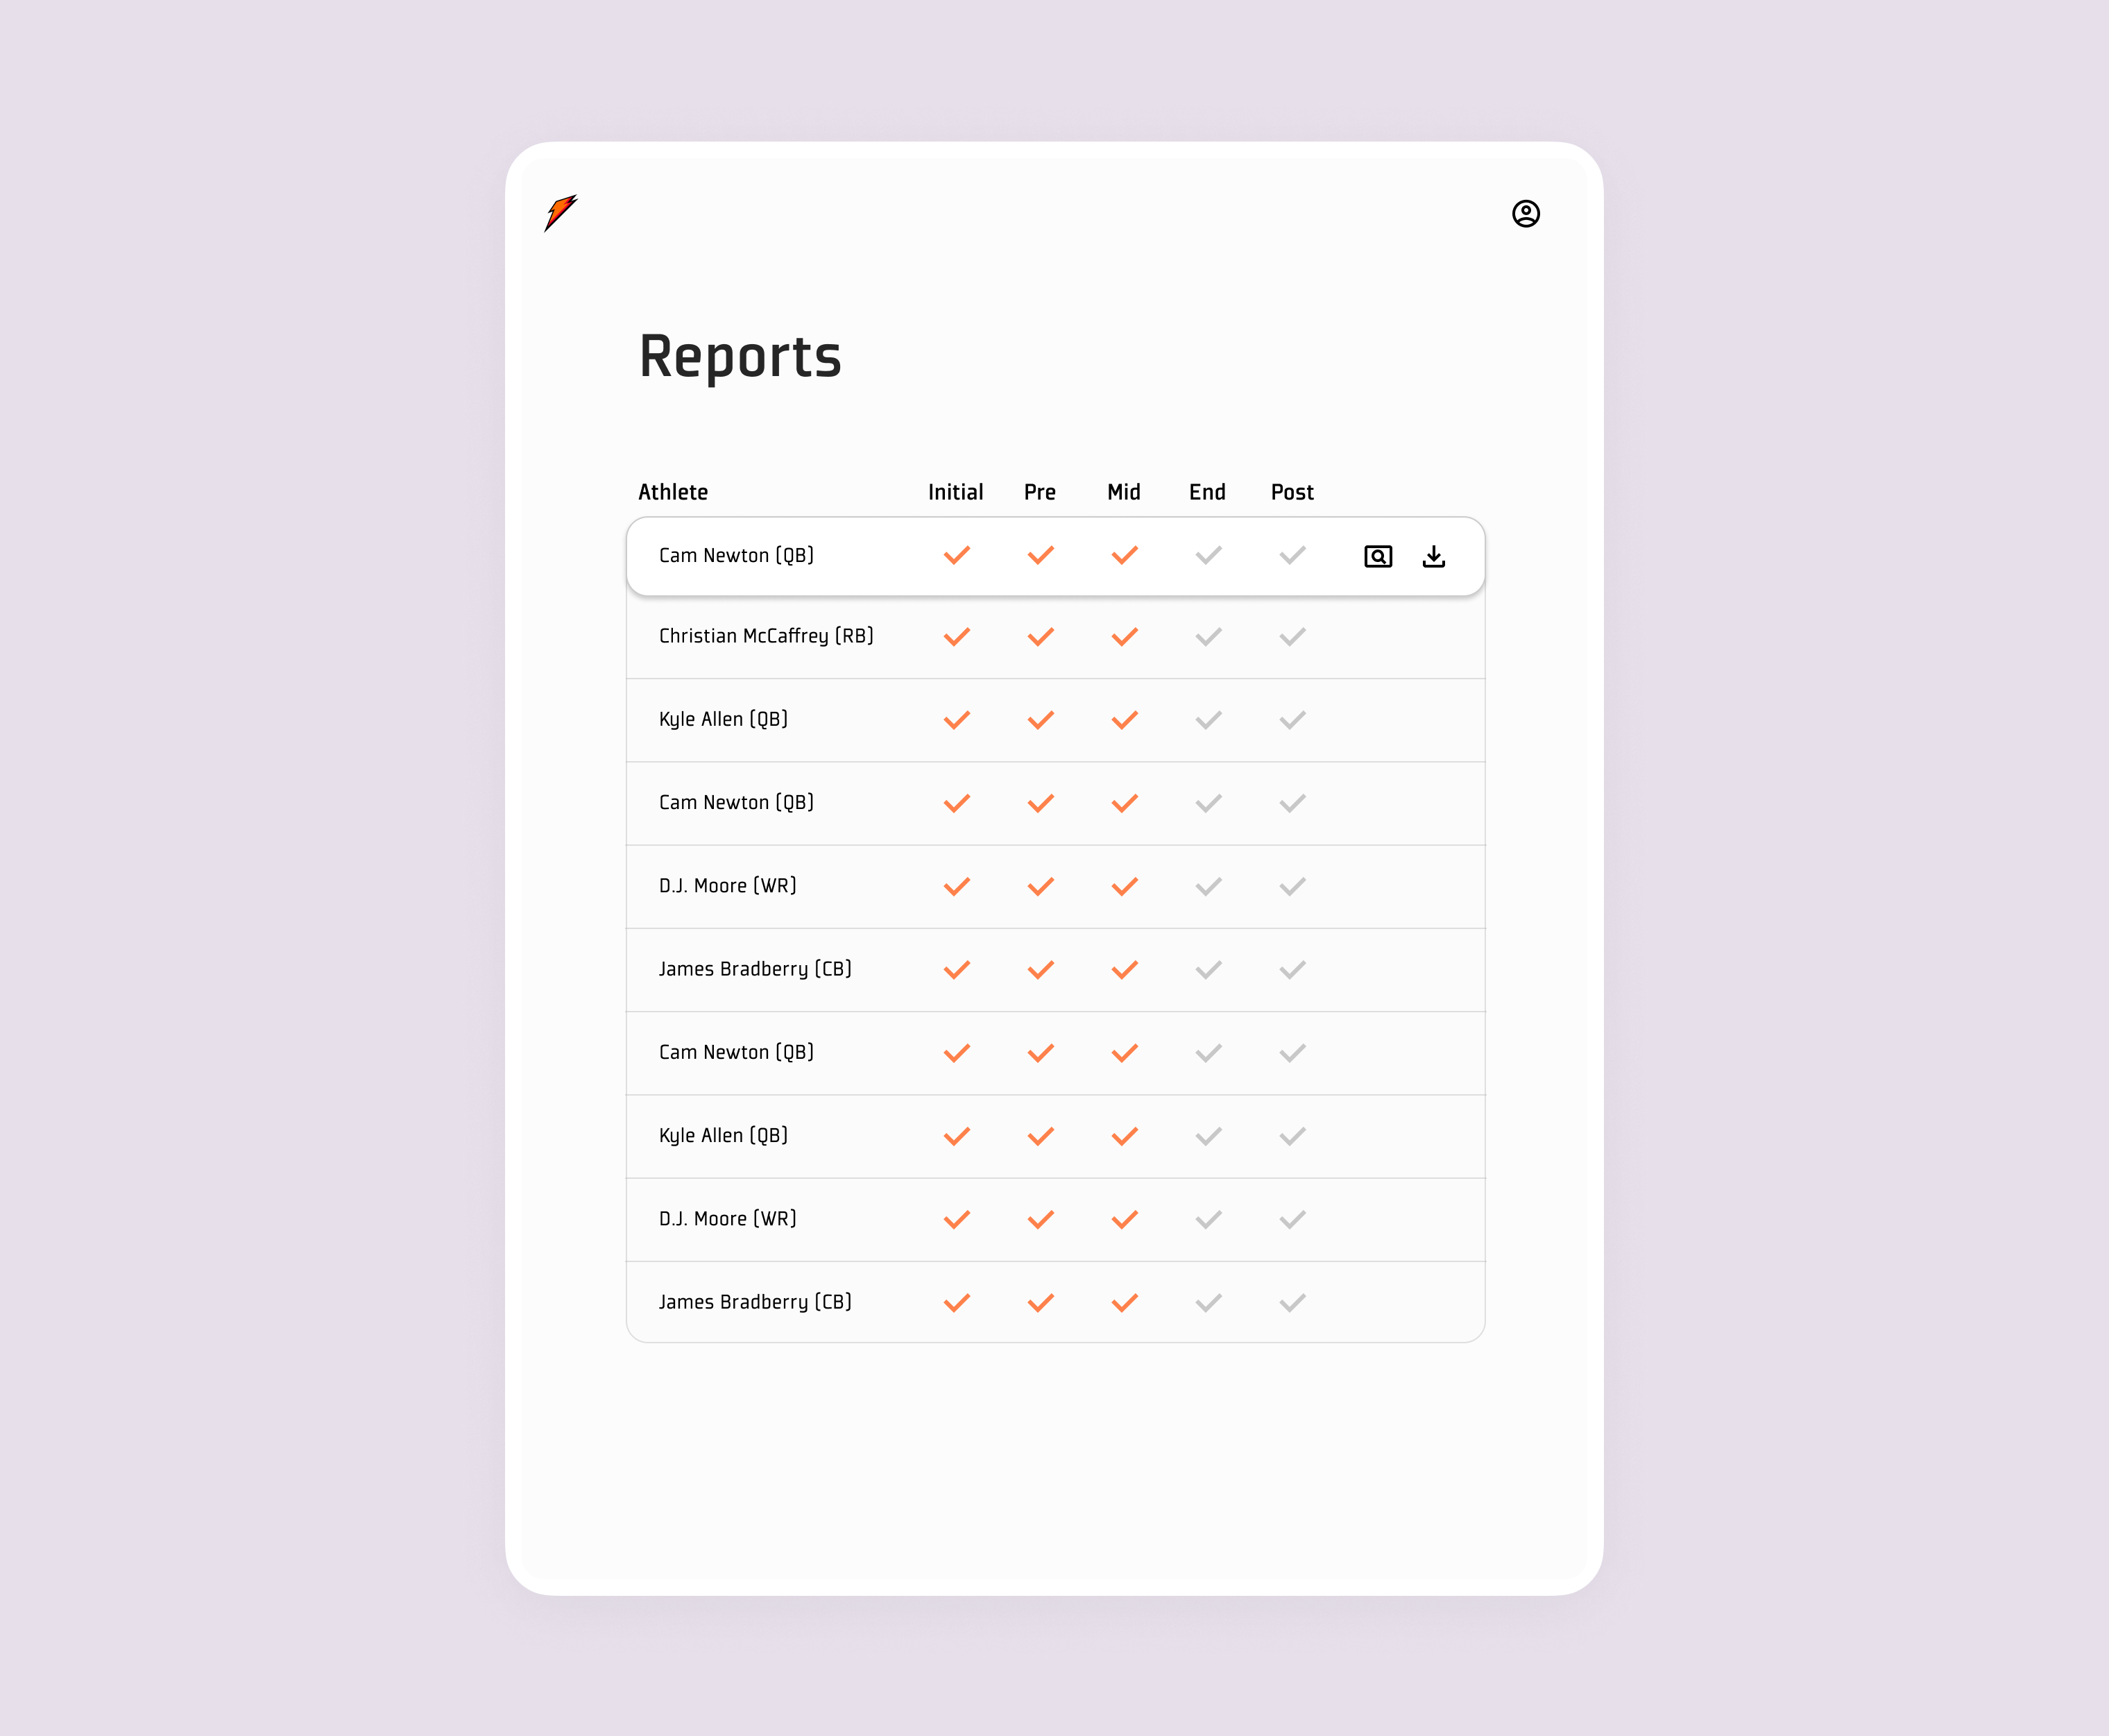 Reports
Athlete Initial Pre Mid End Post
Cam Newton (QB)
Christian McCaffrey (RB)
Kyle Allen (QB)
Cam Newton (QB)
D.J. Moore (WR)
James Bradberry (CB)
Cam Newton (QB)
Kyle Allen (QB)
D.J. Moore (WR)
James Bradberry (CB)